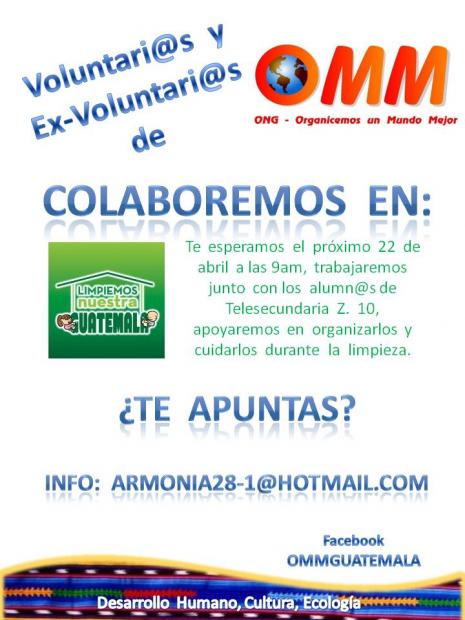 Voluntari@s y
Ex-Voluntari@s
de
OMM
ONG - Organicemos un Mundo Mejor
COLABOREMOS EN:
LIMPIEMOS
nuestra
GUATEMALA
Te esperamos el próximo 22 de
abril a las 9am, trabajaremos
junto con los alumn@s de
Telesecundaria Z. 10,
apoyaremos en organizarlos y
cuidarlos durante la limpieza.
¿TE APUNTAS?
INFO: ARMONIA28-1@HOTMAIL.COM
Facebook
OMMGUATEMALA
Desarrollo Humano, Cultura, Ecología